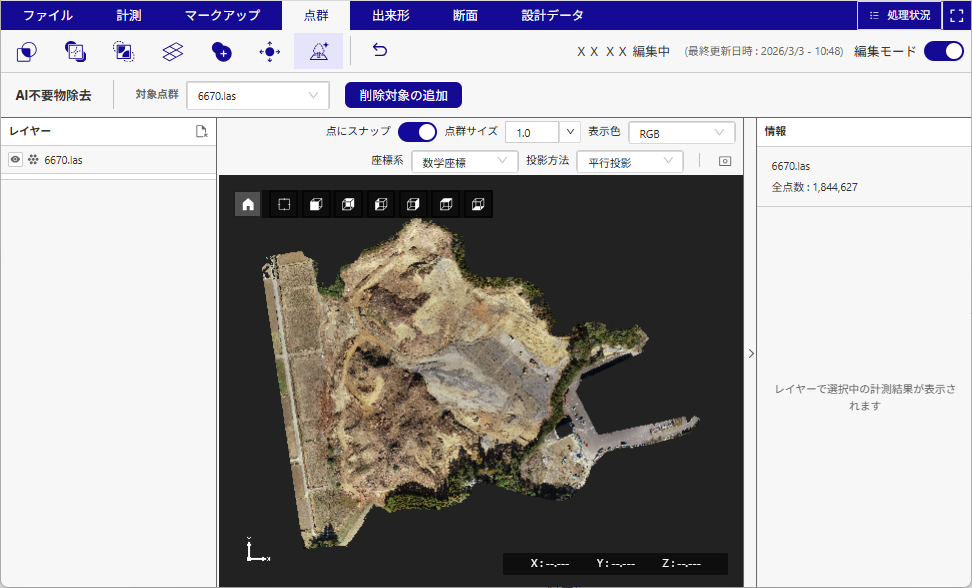 ファイル 計測 マークアップ 点群 出来形 断面 設計データ 処理状況
ＸＸ ＸＸ 編集中 (最終更新日時 : 2026/3/3 - 10:48) 編集モード
AI不要物除去 対象点群 6670.las 削除対象の追加
レイヤー
6670.las
点にスナップ 点群サイズ 1.0 表示色 RGB
座標系 数学座標 投影方法 平行投影
X:--.--- Y:--.--- Z:--.---
情報
6670.las
全点数 : 1,844,627
レイヤーで選択中の計測結果が表示さ
れます